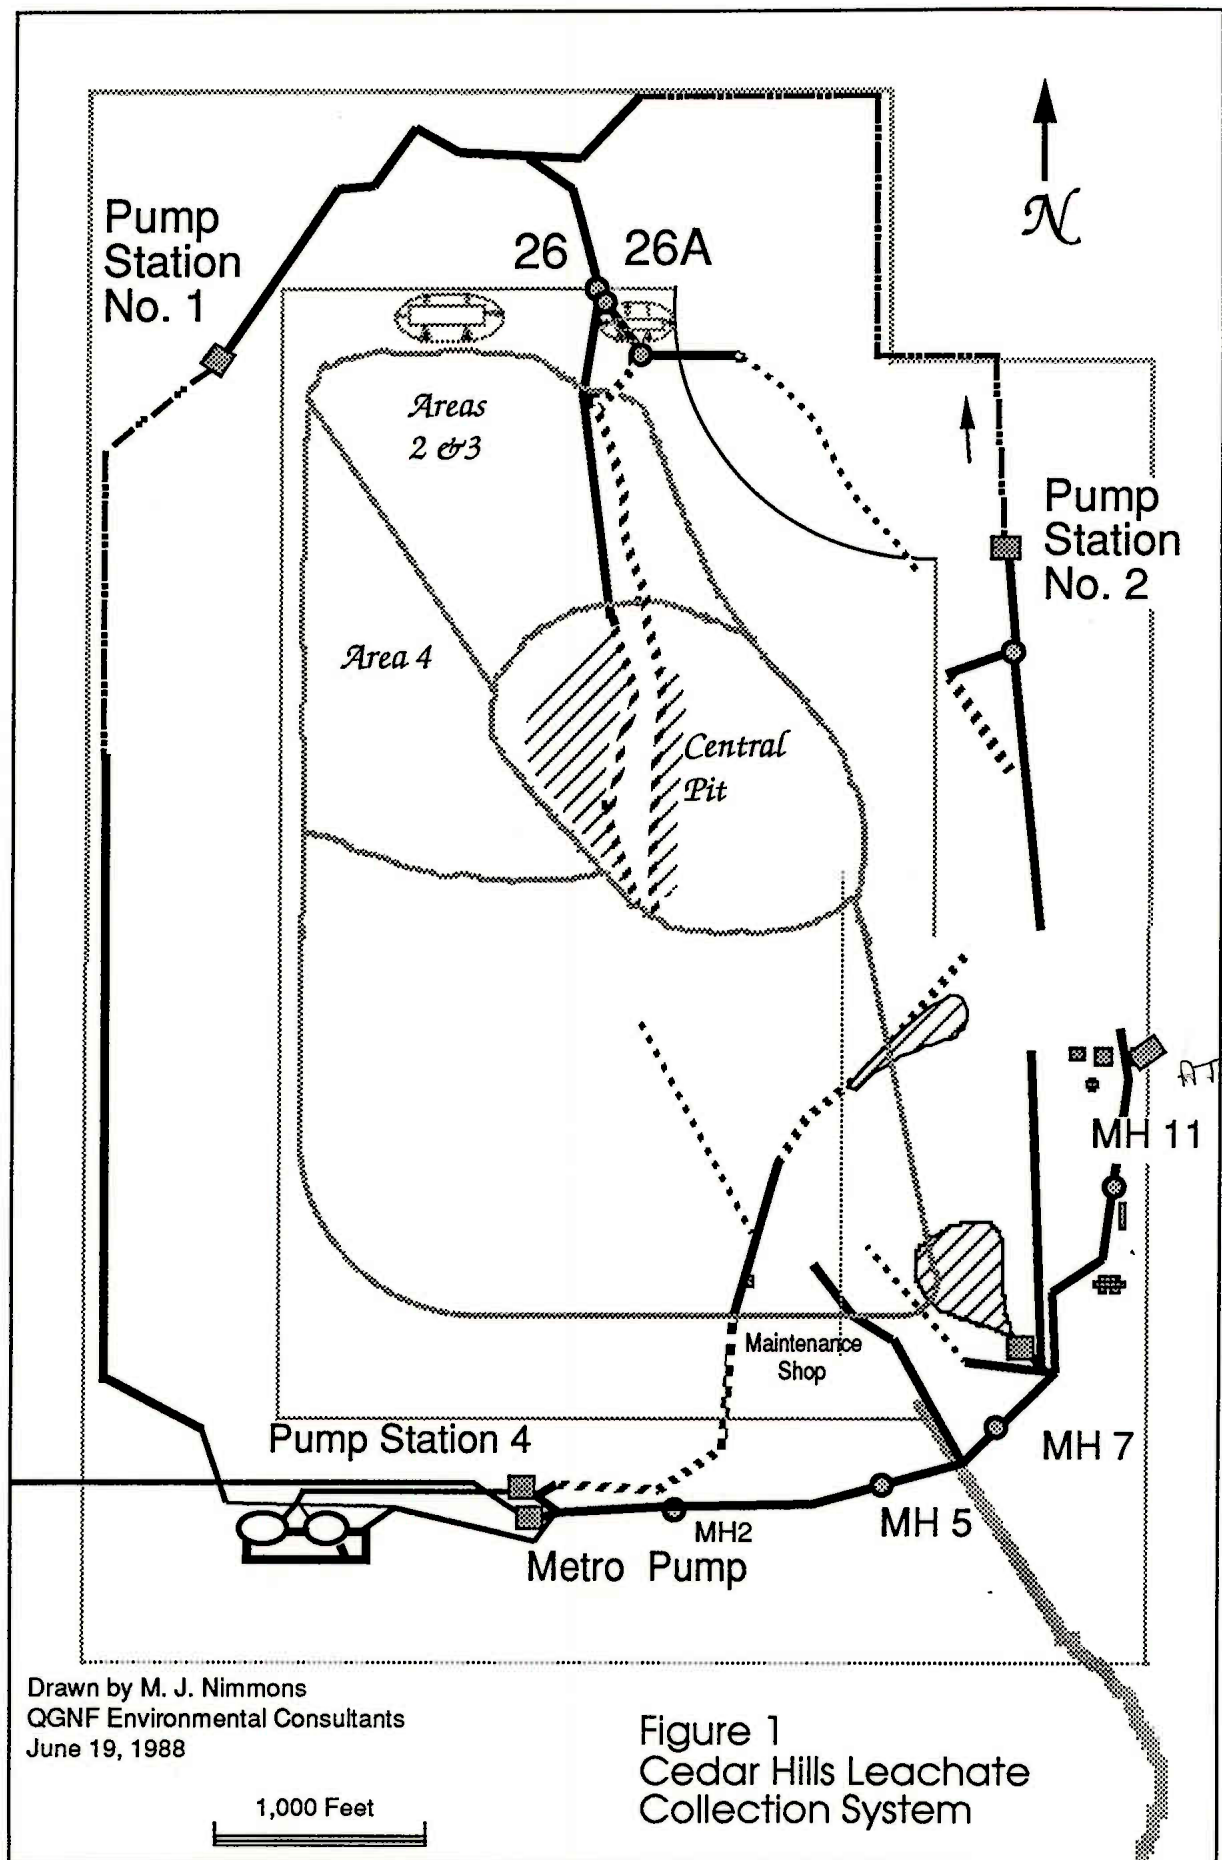 N
Pump
Station
No. 1
26
26A
Areas
2 & 3
Pump
Station
No. 2
Area 4
Central
Pit
MH 11
Maintenance
Shop
Pump Station 4
MH 7
MH 5
MH2
Metro Pump
Drawn by M. J. Nimmons
QGNF Environmental Consultants
June 19, 1988
1,000 Feet
Figure 1
Cedar Hills Leachate
Collection System